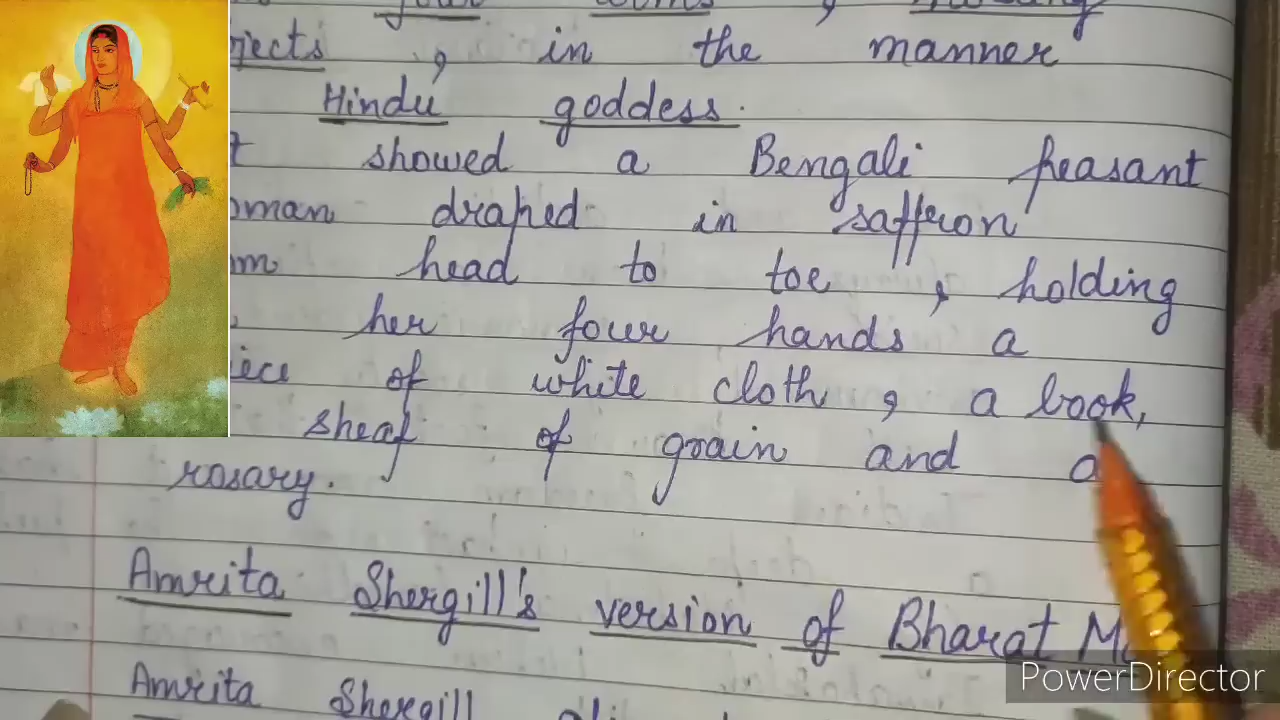 in the manner
Hindu goddess.
showed a Bengali peasant
draped in saffron
head to toe, holding
her four hands a
of white cloth, a book,
sheaf of grain and a
rosary.
Amrita Shergill's version of Bharat
Amrita Shergill
PowerDirector